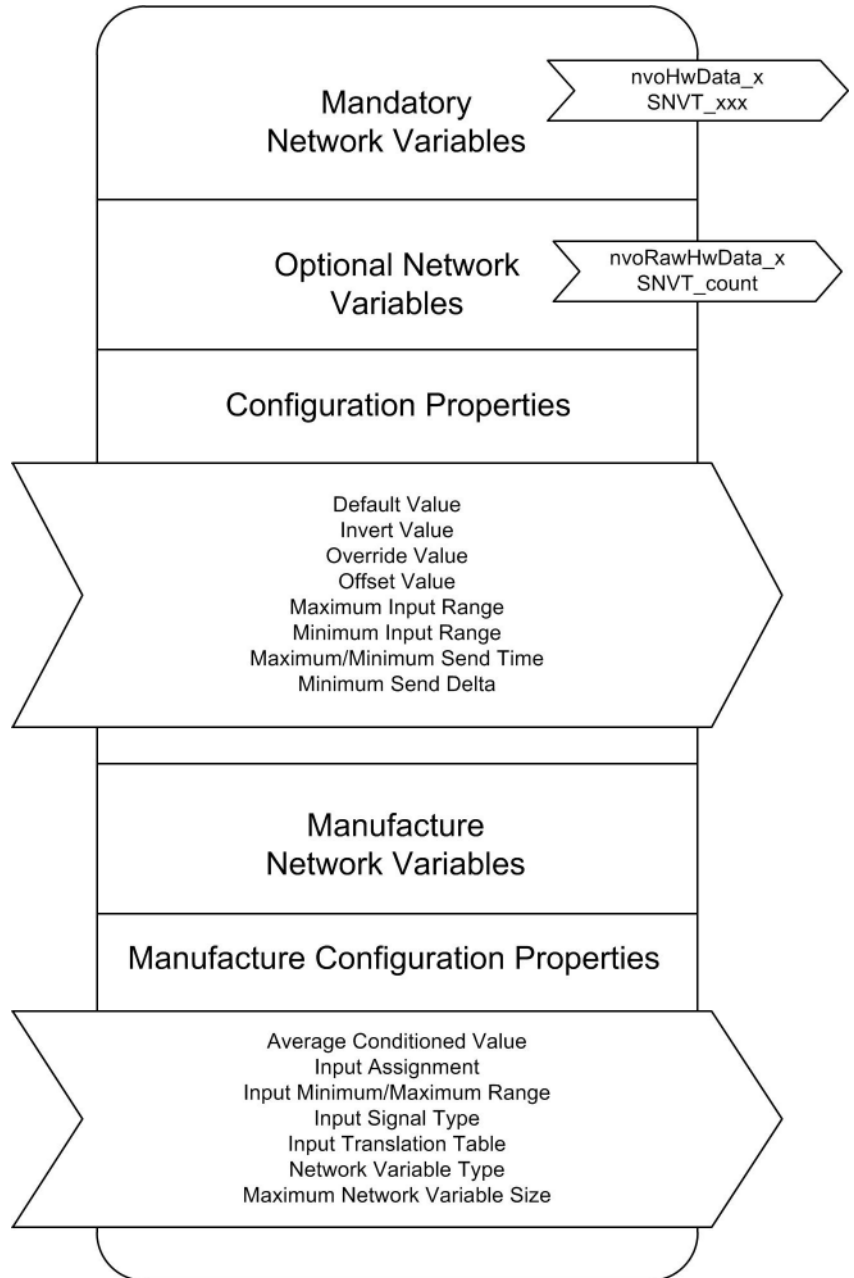 Mandatory
Network Variables
nvoHwData_x
SNVT_xxx
Optional Network
Variables
nvoRawHwData_x
SNVT_count
Configuration Properties
Default Value
Invert Value
Override Value
Offset Value
Maximum Input Range
Minimum Input Range
Maximum/Minimum Send Time
Minimum Send Delta
Manufacture
Network Variables
Manufacture Configuration Properties
Average Conditioned Value
Input Assignment
Input Minimum/Maximum Range
Input Signal Type
Input Translation Table
Network Variable Type
Maximum Network Variable Size